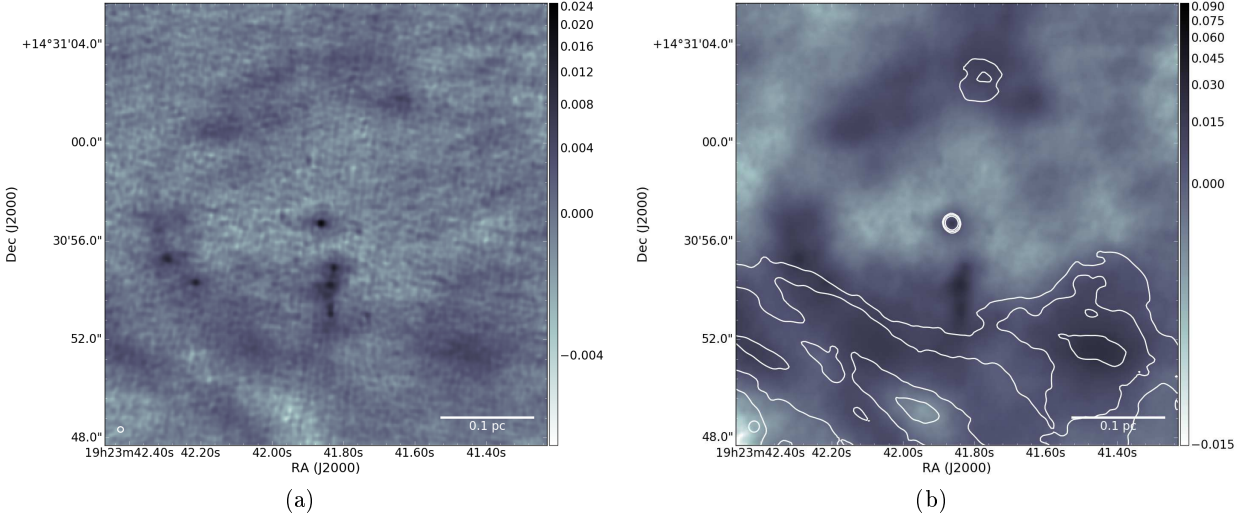 0.024
0.020
0.016
0.012
0.008
0.004
0.000
−0.004
+14°31'04.0"
00.0"
30'56.0"
52.0"
48.0"
Dec (J2000)
0.1 pc
19h23m42.40s 42.20s 42.00s 41.80s 41.60s 41.40s
RA (J2000)
(a)
0.090
0.075
0.060
0.045
0.030
0.015
0.000
−0.015
+14°31'04.0"
00.0"
30'56.0"
52.0"
48.0"
Dec (J2000)
0.1 pc
19h23m42.40s 42.20s 42.00s 41.80s 41.60s 41.40s
RA (J2000)
(b)